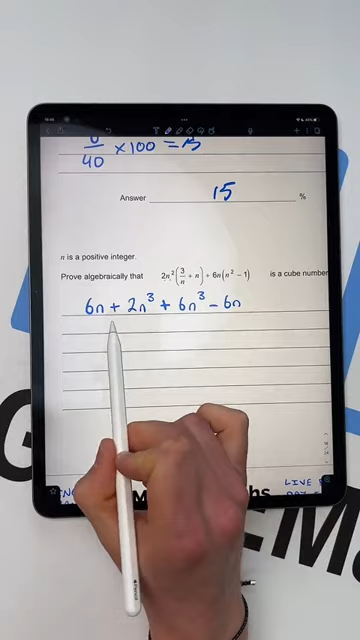 6/40 × 100 = 15
Answer 15 %
n is a positive integer.
Prove algebraically that 2n²(3/n + n) + 6n(n² − 1) is a cube number
6n + 2n³ + 6n³ − 6n
LIVE